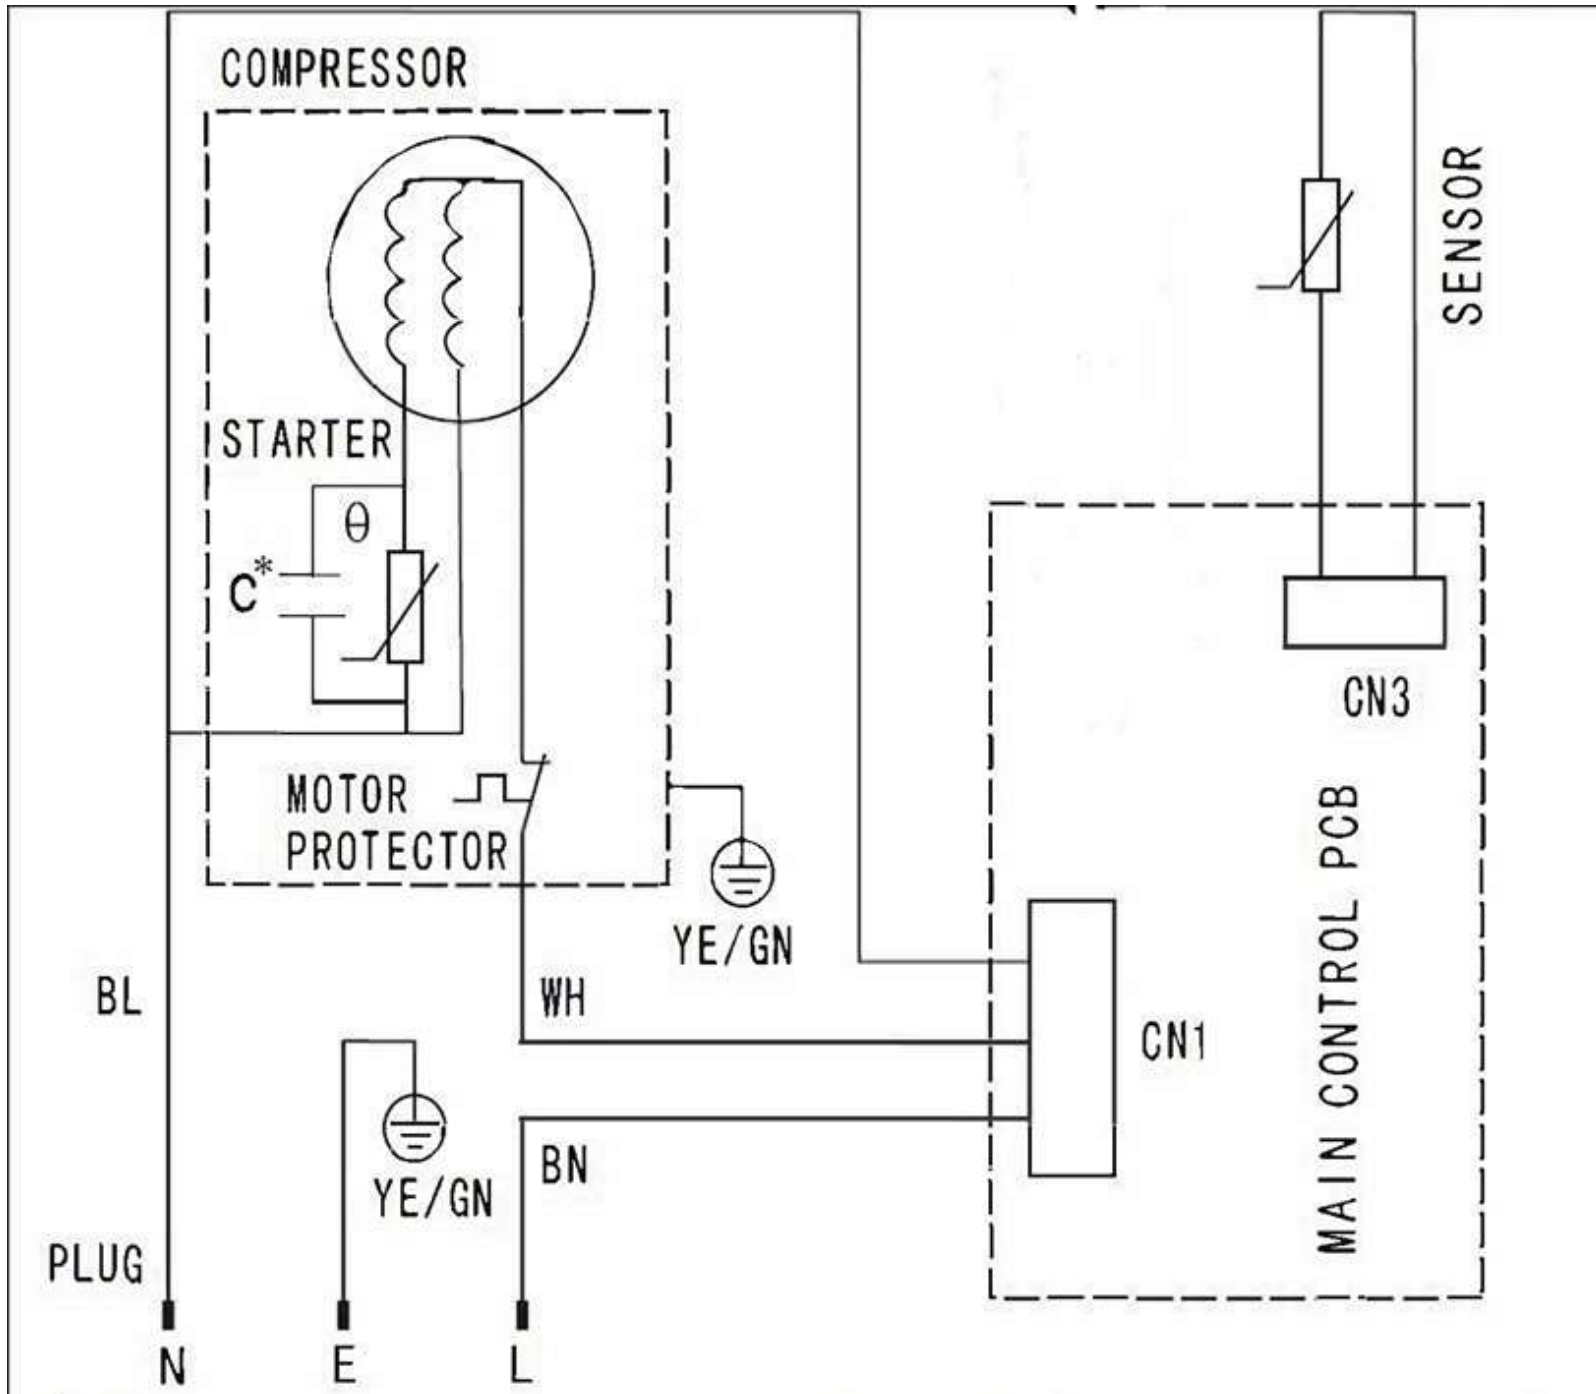 COMPRESSOR
SENSOR
STARTER
θ
C*
CN3
MOTOR
PROTECTOR
MAIN CONTROL PCB
YE/GN
BL
WH
CN1
BN
YE/GN
PLUG
N
E
L